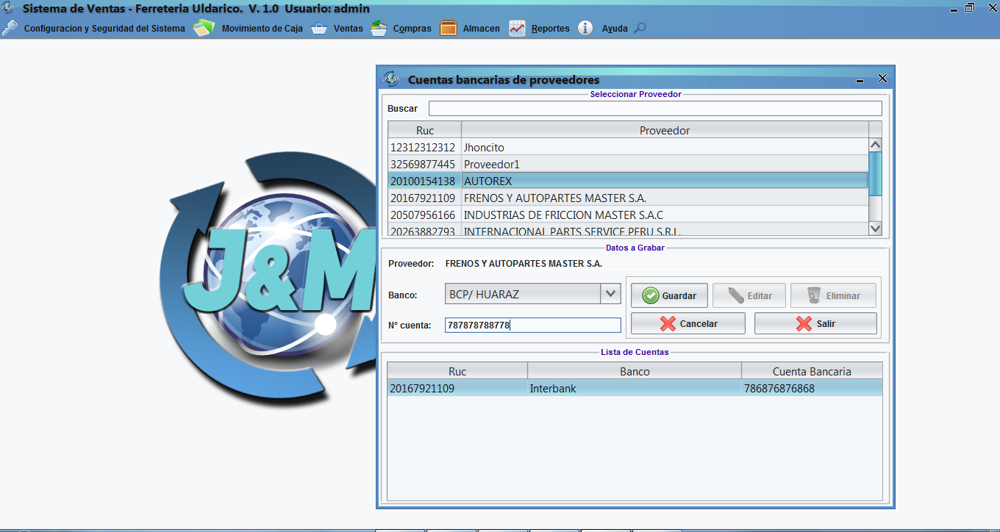 Sistema de Ventas - Ferreteria Uldarico. V. 1.0 Usuario: admin
Configuracion y Seguridad del Sistema Movimiento de Caja Ventas Compras Almacen Reportes Ayuda
J&M
Cuentas bancarias de proveedores
Seleccionar Proveedor
Buscar
Ruc Proveedor
12312312312 Jhoncito
32569877445 Proveedor1
20100154138 AUTOREX
20167921109 FRENOS Y AUTOPARTES MASTER S.A.
20507956166 INDUSTRIAS DE FRICCION MASTER S.A.C
20263882793 INTERNACIONAL PARTS SERVICE PERU S.R.L.
Datos a Grabar
Proveedor: FRENOS Y AUTOPARTES MASTER S.A.
Banco: BCP/ HUARAZ Guardar Editar Eliminar
N° cuenta: 787878788778 Cancelar Salir
Lista de Cuentas
Ruc Banco Cuenta Bancaria
20167921109 Interbank 786876876868